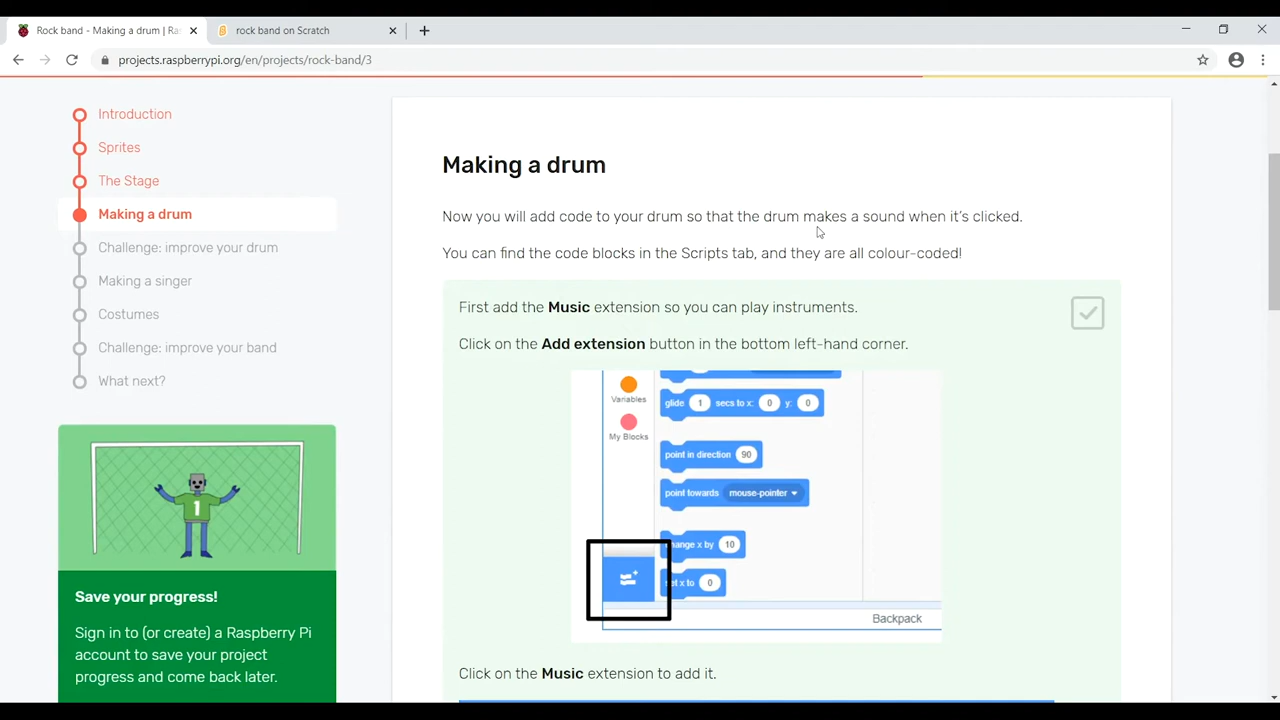 Rock band - Making a drum | Ra
rock band on Scratch
projects.raspberrypi.org/en/projects/rock-band/3
Introduction
Sprites
The Stage
Making a drum
Challenge: improve your drum
Making a singer
Costumes
Challenge: improve your band
What next?
1
Save your progress!
Sign in to (or create) a Raspberry Pi
account to save your project
progress and come back later.
Making a drum
Now you will add code to your drum so that the drum makes a sound when it's clicked.
You can find the code blocks in the Scripts tab, and they are all colour-coded!
First add the Music extension so you can play instruments.
Click on the Add extension button in the bottom left-hand corner.
Variables
My Blocks
glide 1 secs to x: 0 y: 0
point in direction 90
point towards mouse-pointer
change x by 10
set x to 0
Backpack
Click on the Music extension to add it.